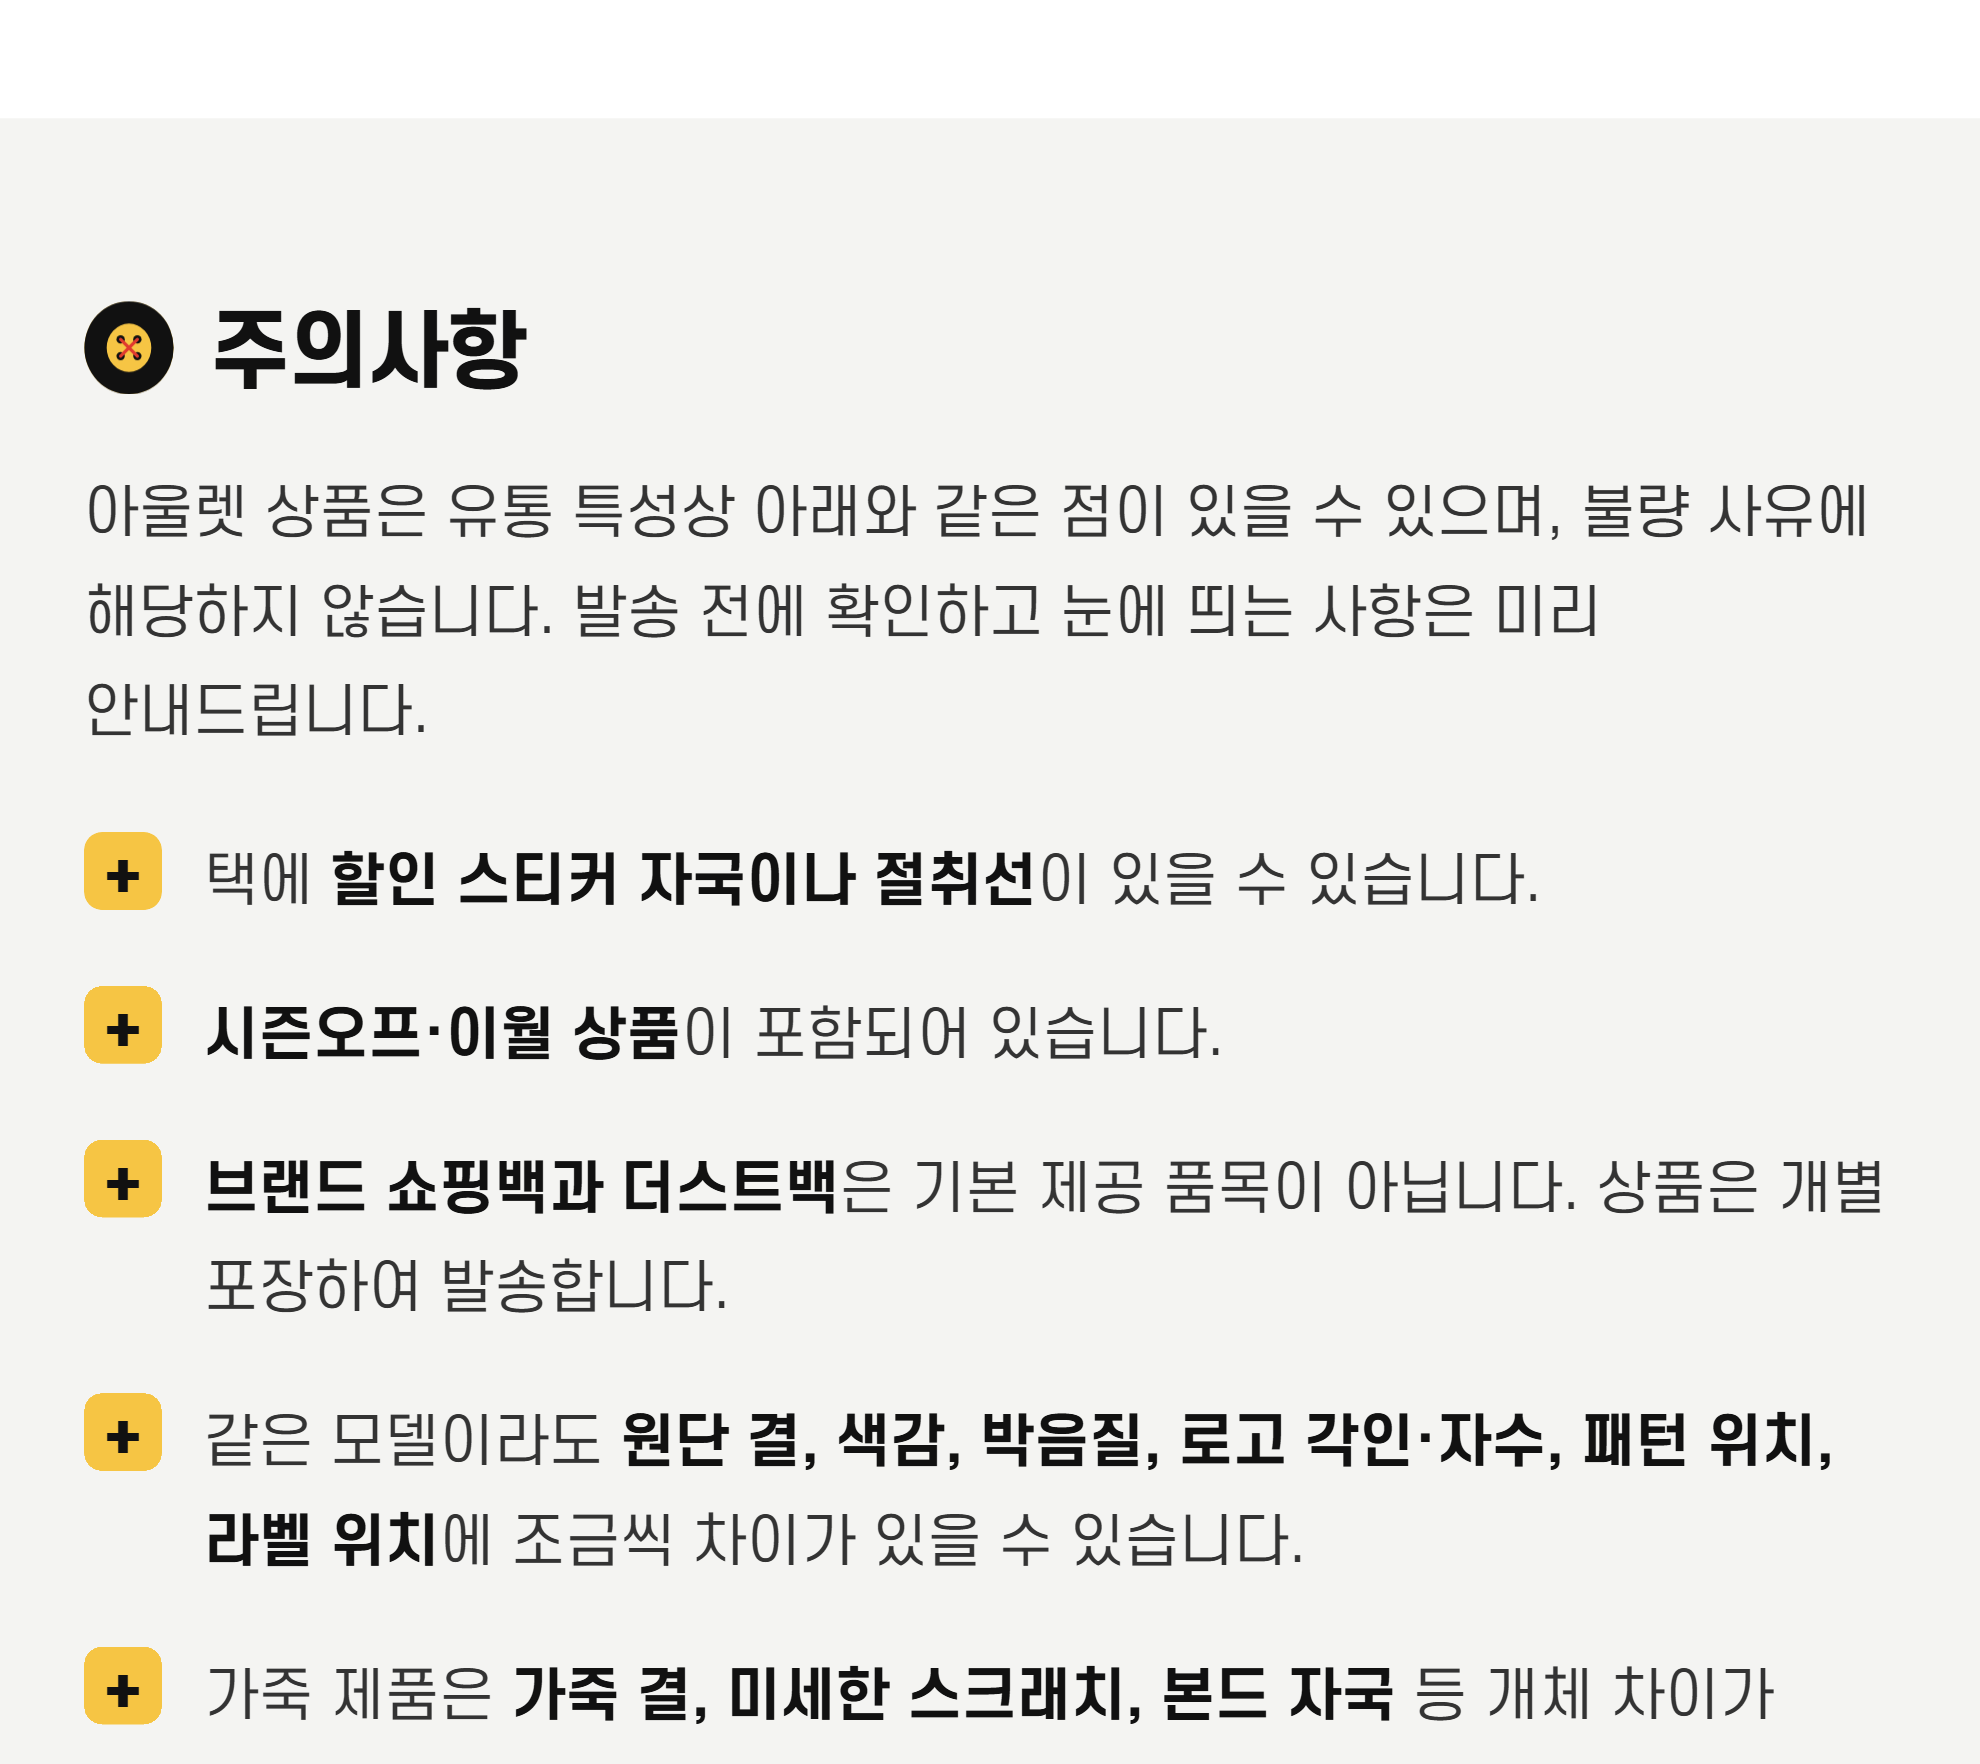 주의사항
아울렛 상품은 유통 특성상 아래와 같은 점이 있을 수 있으며, 불량 사유에
해당하지 않습니다. 발송 전에 확인하고 눈에 띄는 사항은 미리
안내드립니다.
택에 할인 스티커 자국이나 절취선이 있을 수 있습니다.
시즌오프·이월 상품이 포함되어 있습니다.
브랜드 쇼핑백과 더스트백은 기본 제공 품목이 아닙니다. 상품은 개별
포장하여 발송합니다.
같은 모델이라도 원단 결, 색감, 박음질, 로고 각인·자수, 패턴 위치,
라벨 위치에 조금씩 차이가 있을 수 있습니다.
가죽 제품은 가죽 결, 미세한 스크래치, 본드 자국 등 개체 차이가